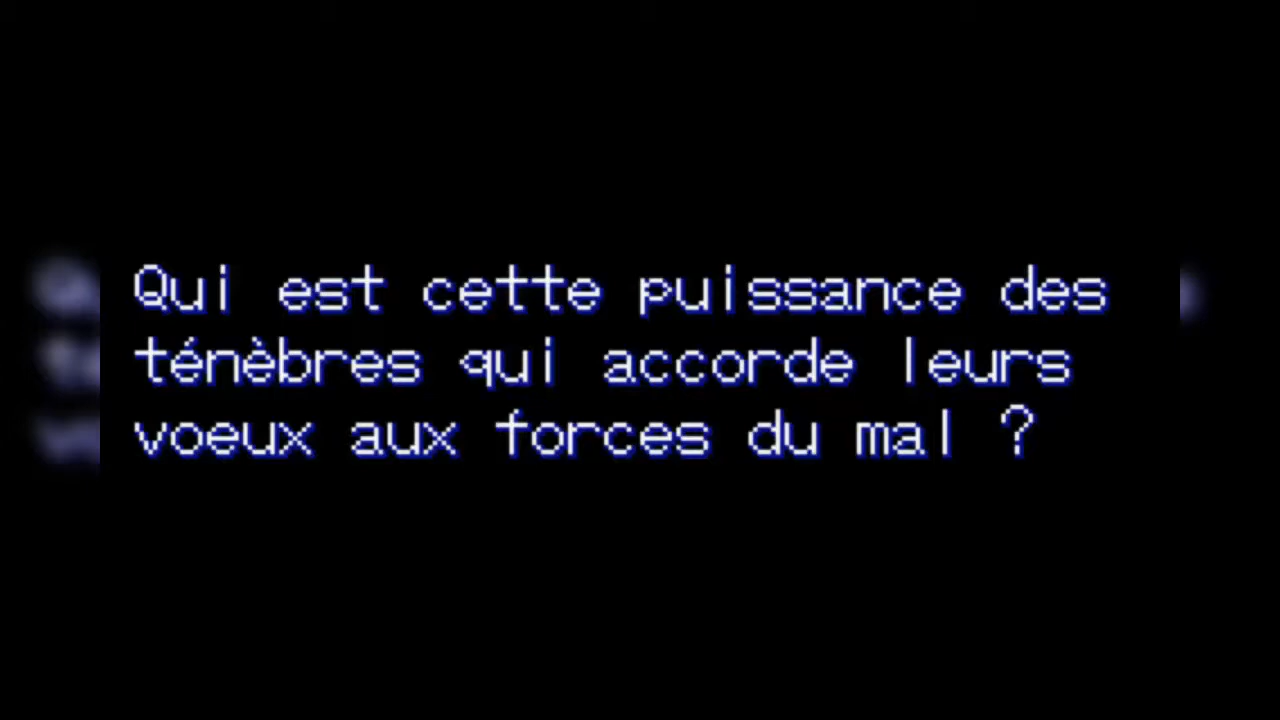 Qui est cette puissance des
ténèbres qui accorde leurs
voeux aux forces du mal ?